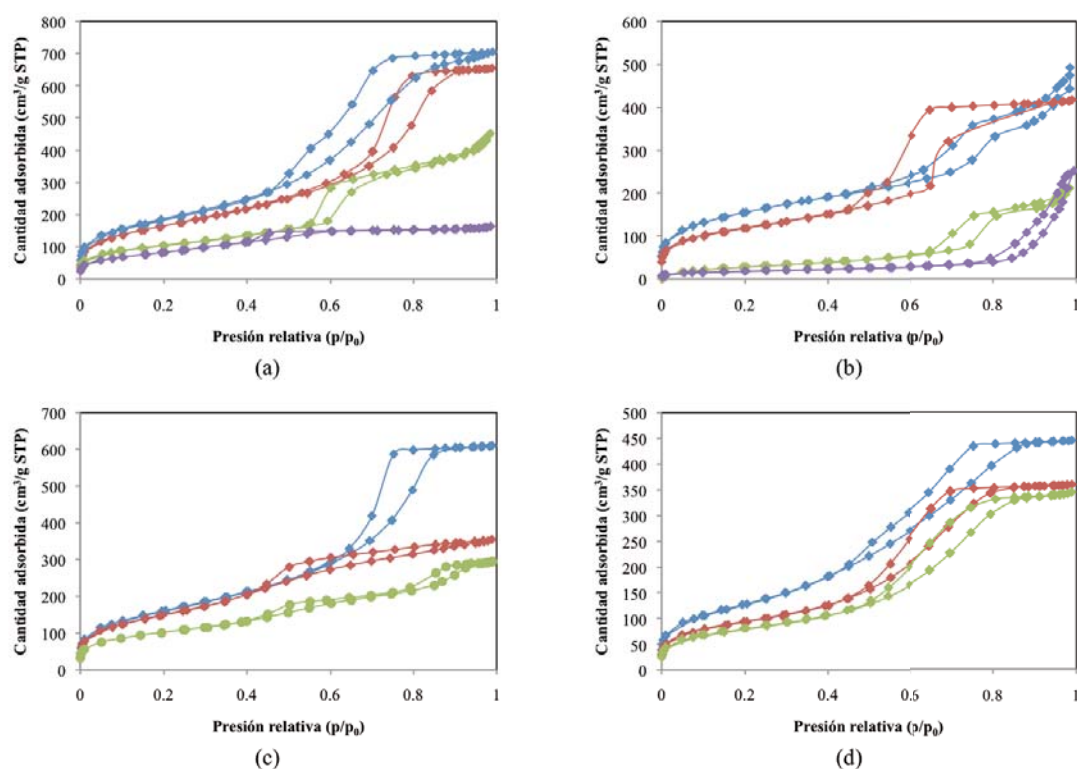 Cantidad adsorbida (cm³/g STP)
800
700
600
500
400
300
200
100
0
0 0.2 0.4 0.6 0.8 1
Presión relativa (p/p₀)
(a)
Cantidad adsorbida (cm³/g STP)
600
500
400
300
200
100
0
0 0.2 0.4 0.6 0.8 1
Presión relativa (p/p₀)
(b)
Cantidad adsorbida (cm³/g STP)
700
600
500
400
300
200
100
0
0 0.2 0.4 0.6 0.8 1
Presión relativa (p/p₀)
(c)
Cantidad adsorbida (cm³/g STP)
500
450
400
350
300
250
200
150
100
50
0
0 0.2 0.4 0.6 0.8 1
Presión relativa (p/p₀)
(d)